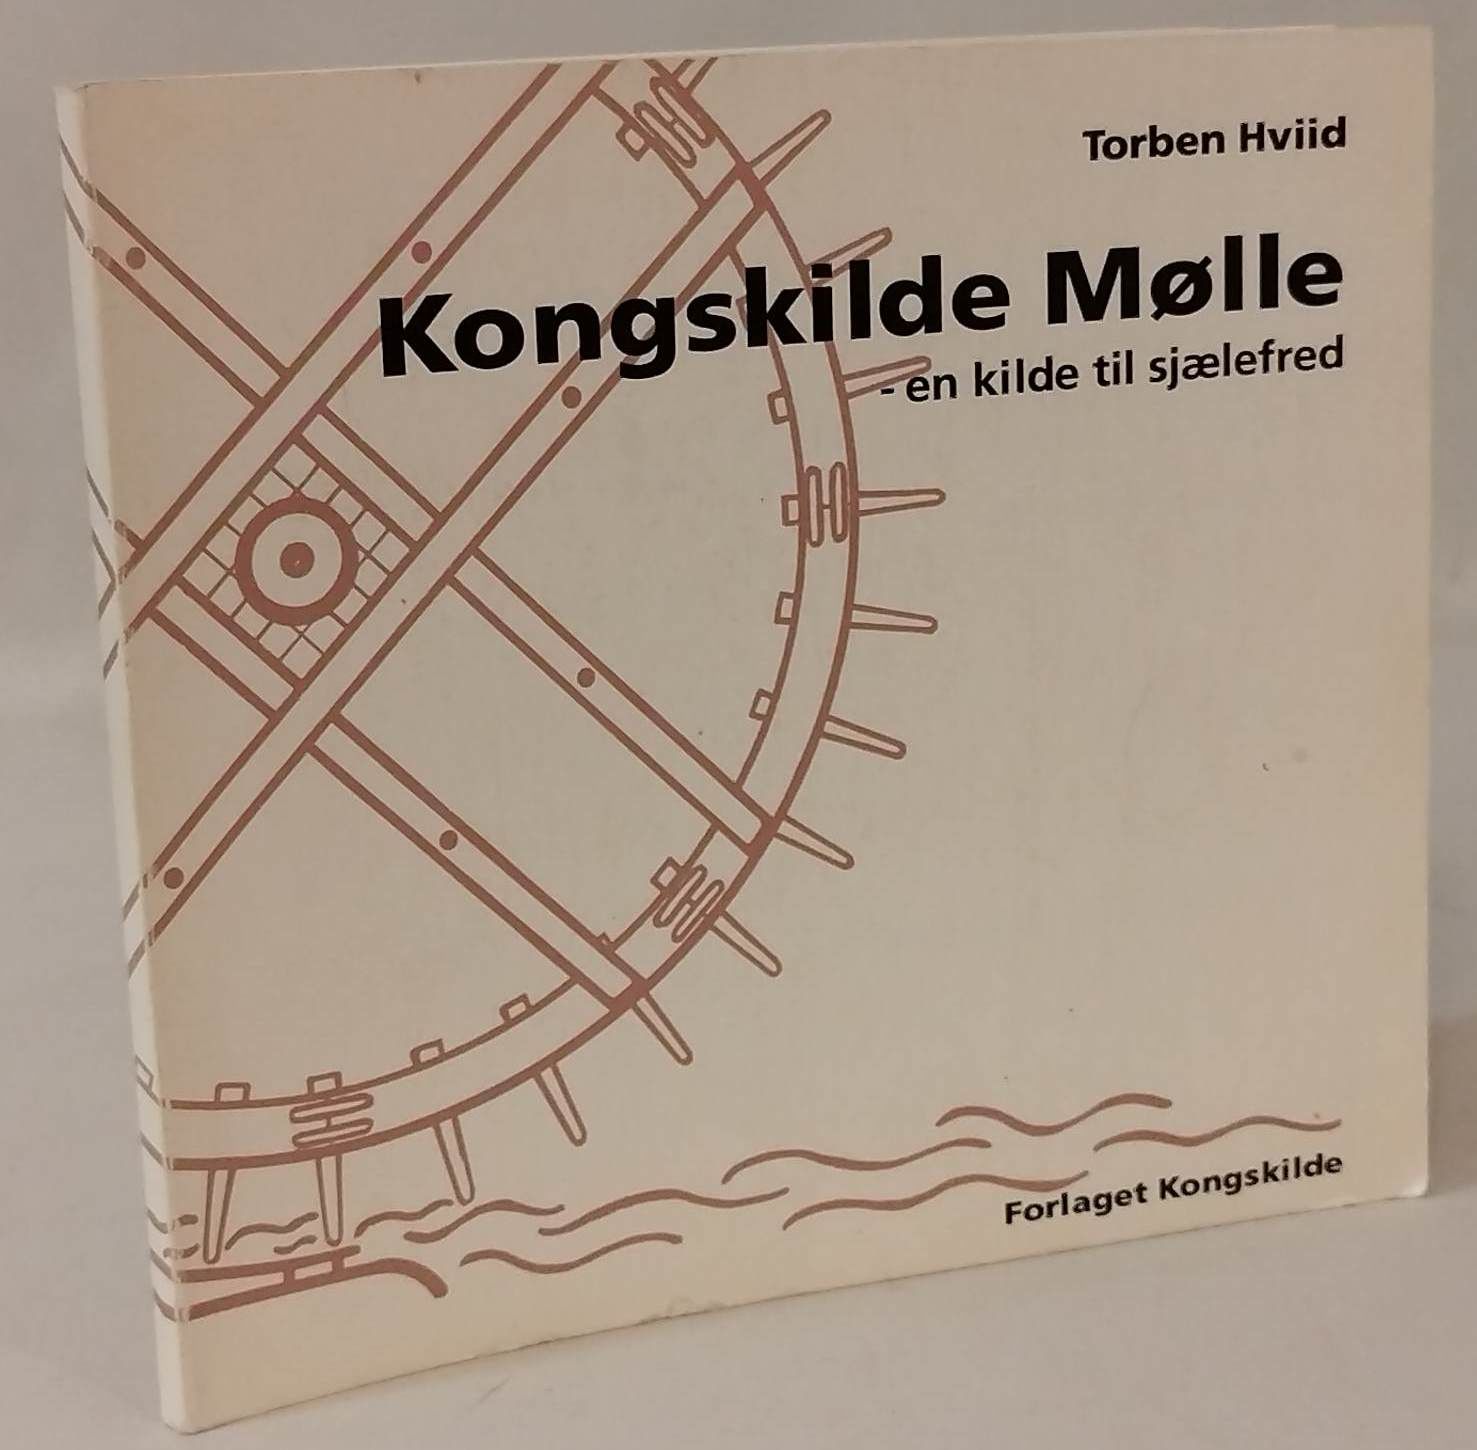 Torben Hviid
Kongskilde Mølle
- en kilde til sjælefred
Forlaget Kongskilde